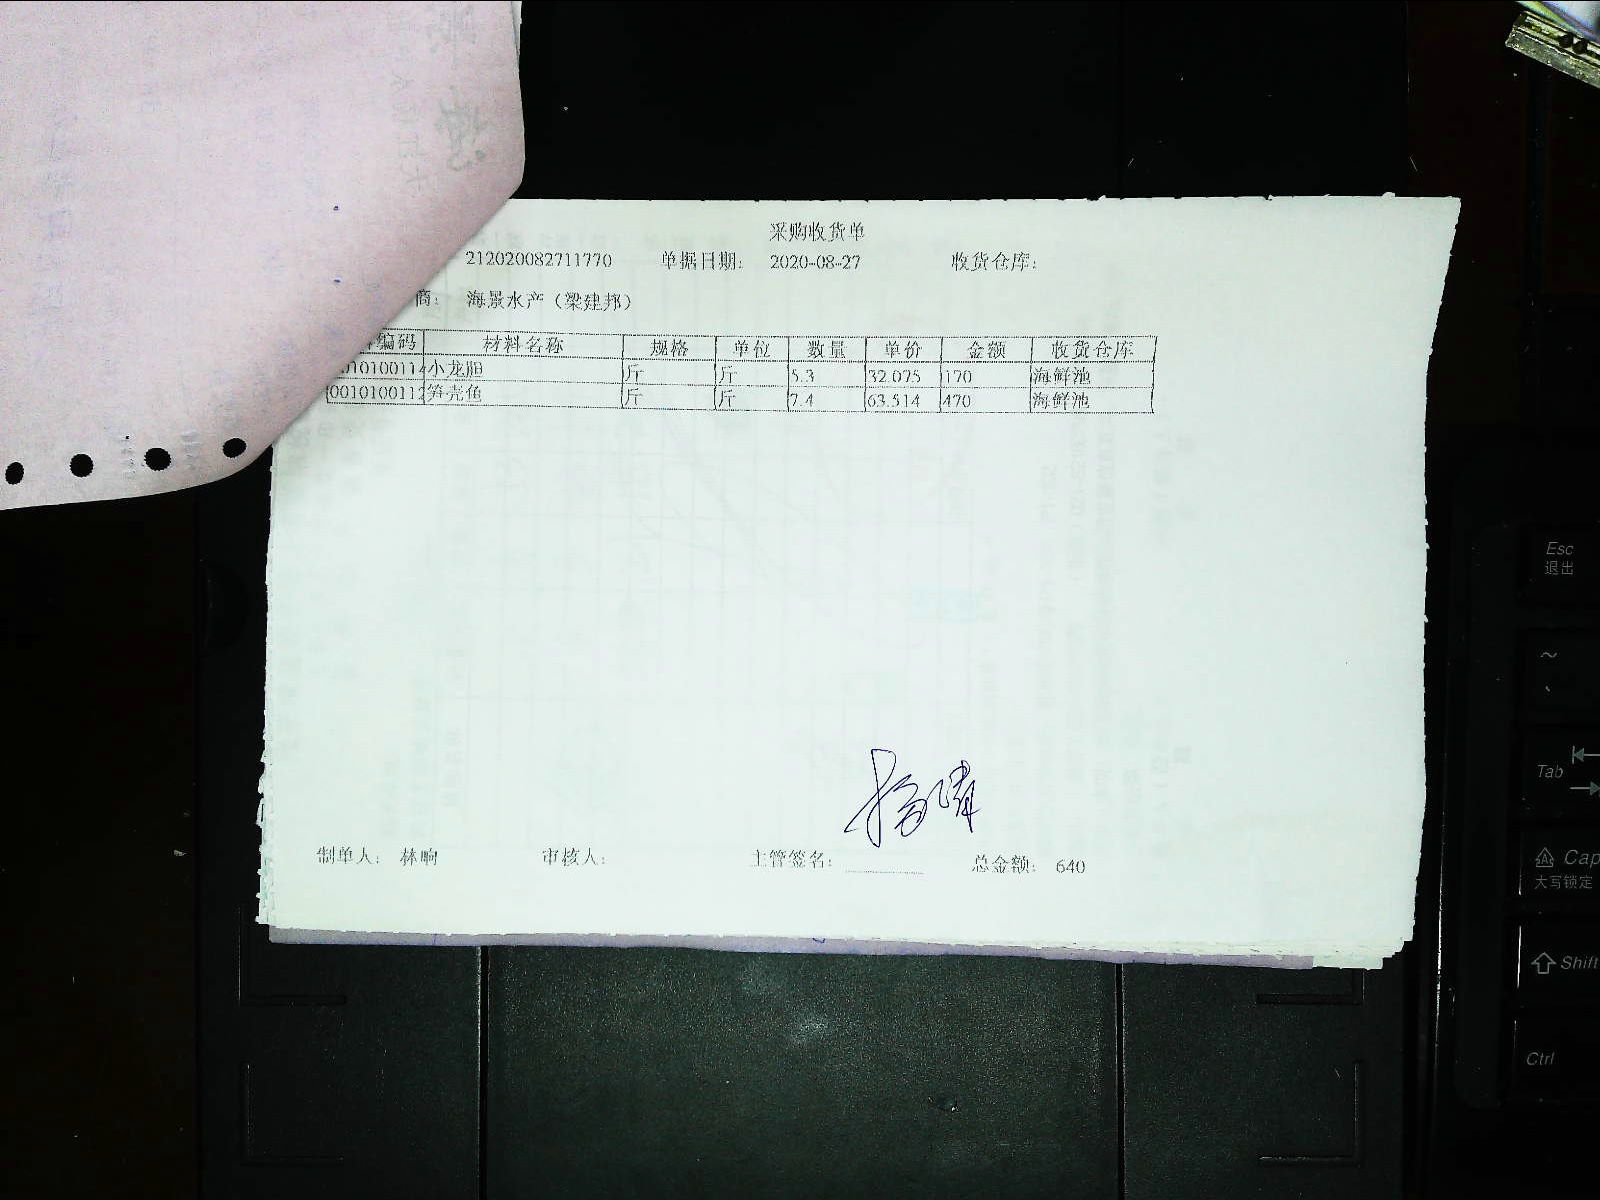 采购收货单
212020082711770 单据日期: 2020-08-27 收货仓库:
商: 海景水产(梁建邦)
编码 材料名称 规格 单位 数量 单价 金额 收货仓库
010100114 小龙胆 斤 斤 5.3 32.075 170 海鲜池
0010100112 笋壳鱼 斤 斤 7.4 63.514 470 海鲜池
制单人: 林晌 审核人: 主管签名: 总金额: 640
Esc
退出
~
Tab
Cap
大写锁定
Shift
Ctrl